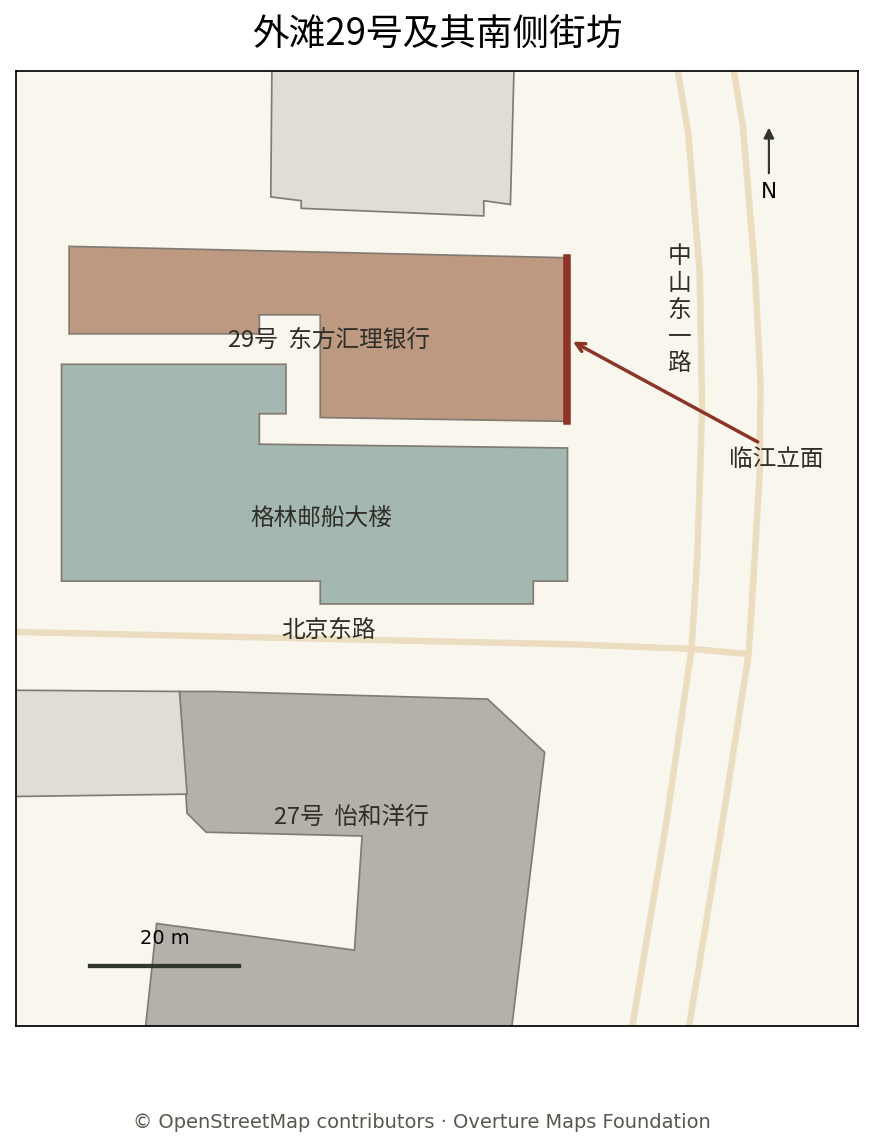 外滩29号及其南侧街坊
N
中山东一路
29号 东方汇理银行
临江立面
格林邮船大楼
北京东路
27号 怡和洋行
20 m
© OpenStreetMap contributors · Overture Maps Foundation